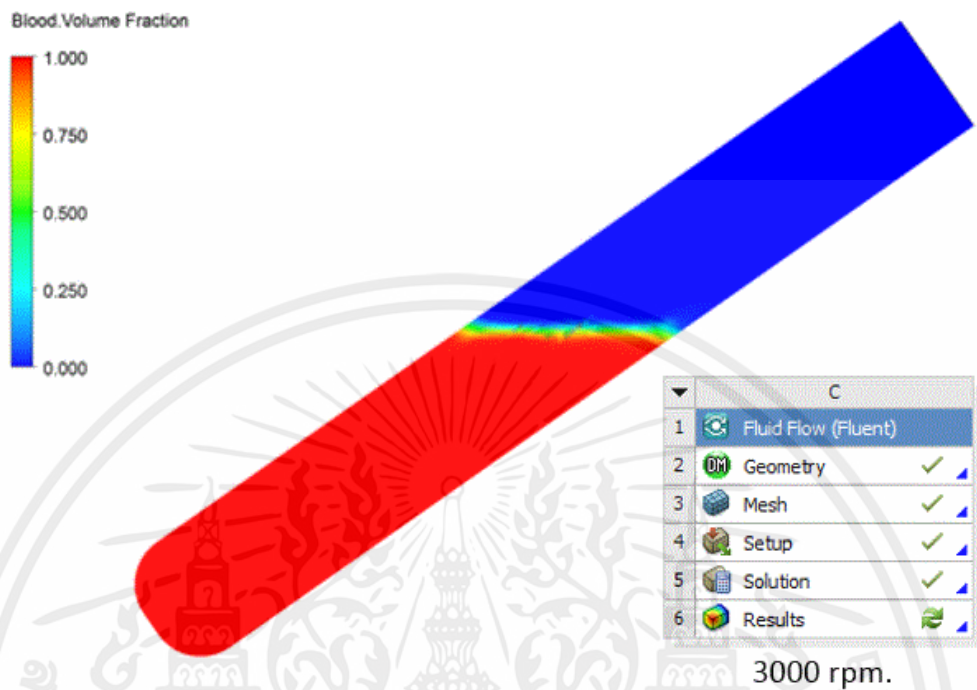 Blood.Volume Fraction
1.000
0.750
0.500
0.250
0.000
C
1 Fluid Flow (Fluent)
2 DM Geometry
3 Mesh
4 Setup
5 Solution
6 Results
3000 rpm.